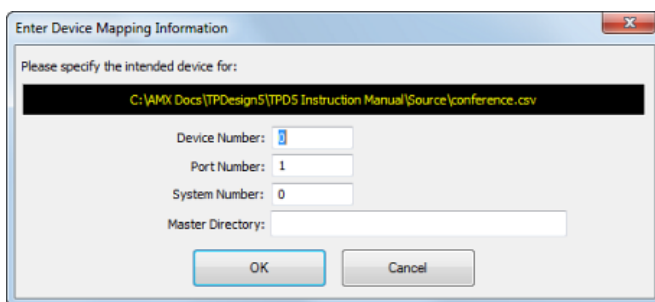 Enter Device Mapping Information
Please specify the intended device for:
C:\AMX Docs\TPDesign5\TPD5 Instruction Manual\Source\conference.csv
Device Number: 0
Port Number: 1
System Number: 0
Master Directory:
OK Cancel